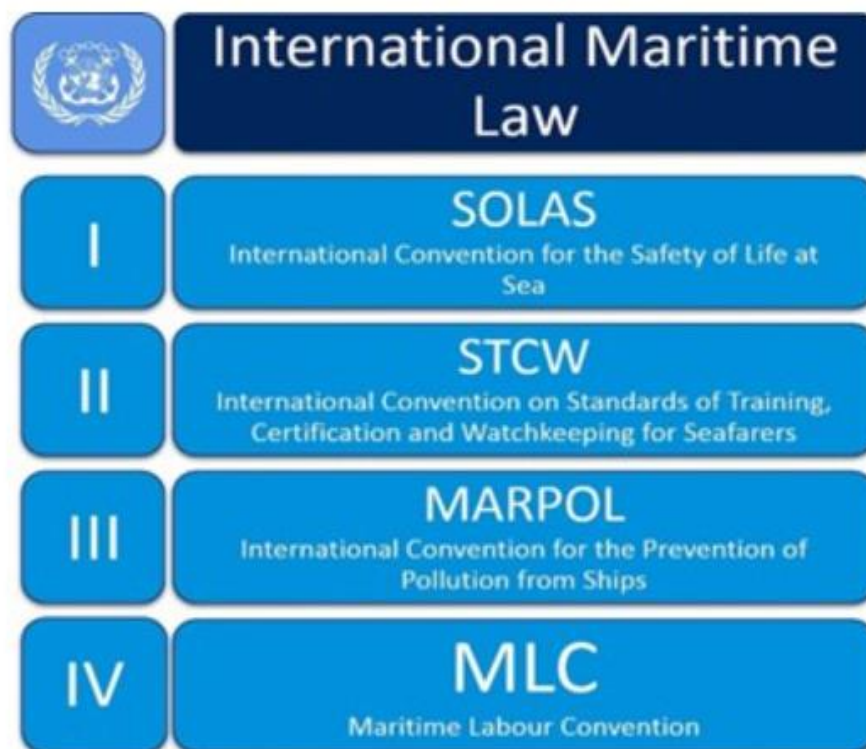 International Maritime
Law
I
SOLAS
International Convention for the Safety of Life at
Sea
II
STCW
International Convention on Standards of Training,
Certification and Watchkeeping for Seafarers
III
MARPOL
International Convention for the Prevention of
Pollution from Ships
IV
MLC
Maritime Labour Convention